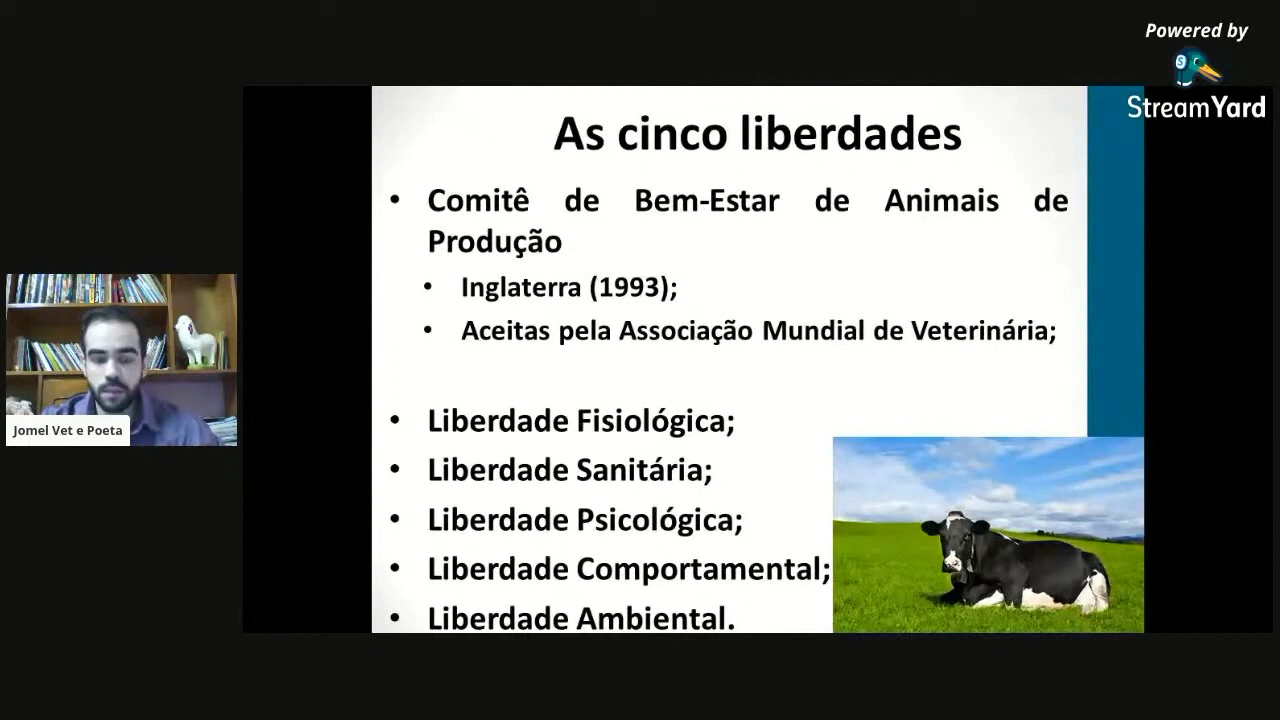 Powered by
StreamYard
As cinco liberdades
• Comitê de Bem-Estar de Animais de
Produção
• Inglaterra (1993);
• Aceitas pela Associação Mundial de Veterinária;
• Liberdade Fisiológica;
• Liberdade Sanitária;
• Liberdade Psicológica;
• Liberdade Comportamental;
• Liberdade Ambiental.
Jomel Vet e Poeta